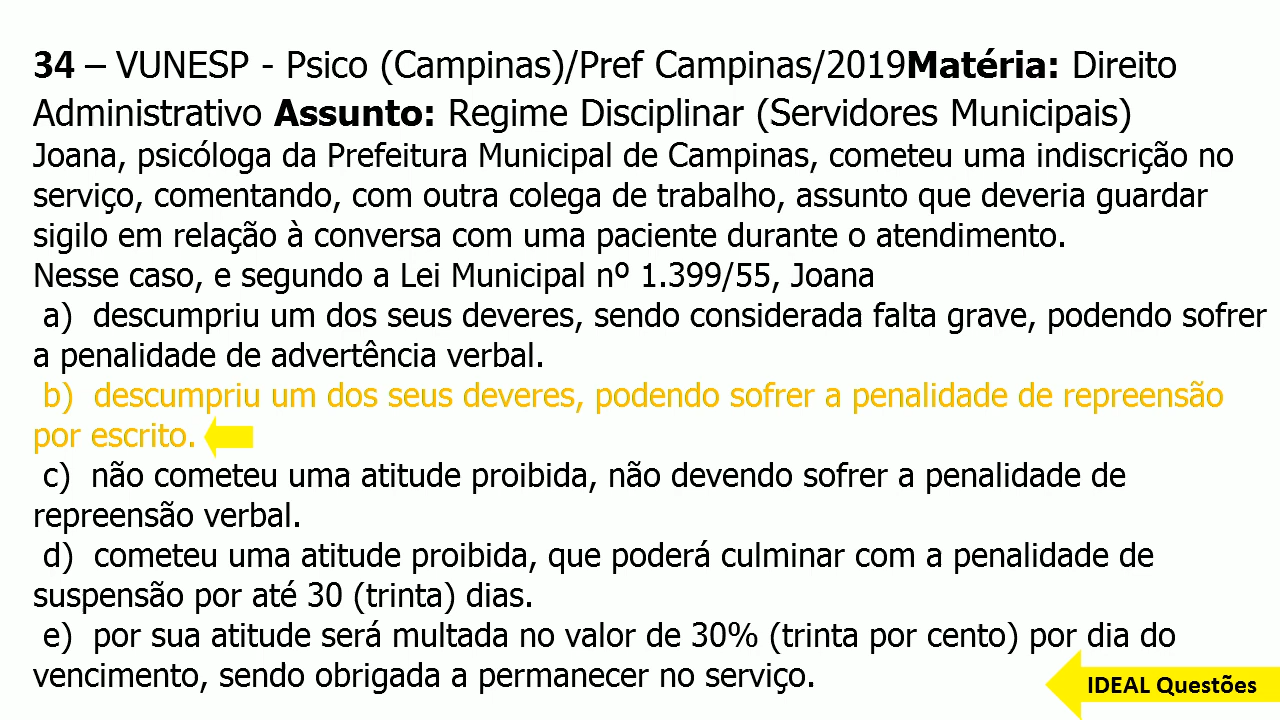 34 – VUNESP - Psico (Campinas)/Pref Campinas/2019Matéria: Direito
Administrativo Assunto: Regime Disciplinar (Servidores Municipais)
Joana, psicóloga da Prefeitura Municipal de Campinas, cometeu uma indiscrição no
serviço, comentando, com outra colega de trabalho, assunto que deveria guardar
sigilo em relação à conversa com uma paciente durante o atendimento.
Nesse caso, e segundo a Lei Municipal nº 1.399/55, Joana
a) descumpriu um dos seus deveres, sendo considerada falta grave, podendo sofrer
a penalidade de advertência verbal.
b) descumpriu um dos seus deveres, podendo sofrer a penalidade de repreensão
por escrito.
c) não cometeu uma atitude proibida, não devendo sofrer a penalidade de
repreensão verbal.
d) cometeu uma atitude proibida, que poderá culminar com a penalidade de
suspensão por até 30 (trinta) dias.
e) por sua atitude será multada no valor de 30% (trinta por cento) por dia do
vencimento, sendo obrigada a permanecer no serviço.
IDEAL Questões